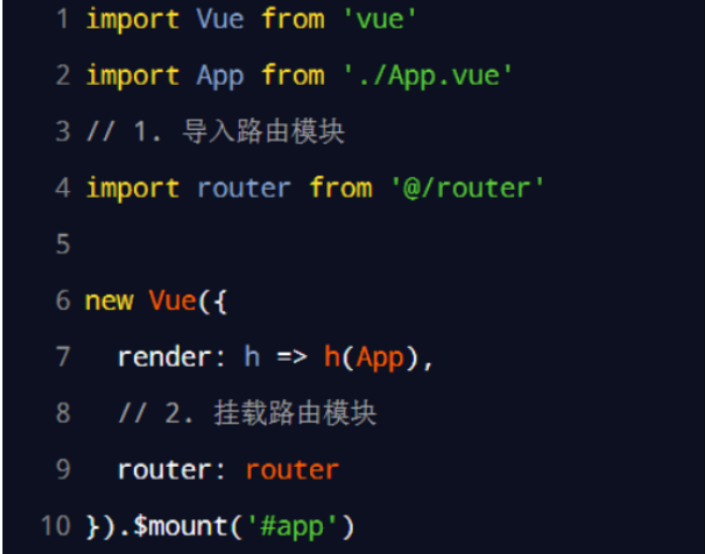 1 import Vue from 'vue'
2 import App from './App.vue'
3 // 1. 导入路由模块
4 import router from '@/router'
5
6 new Vue({
7   render: h => h(App),
8   // 2. 挂载路由模块
9   router: router
10 }).$mount('#app')